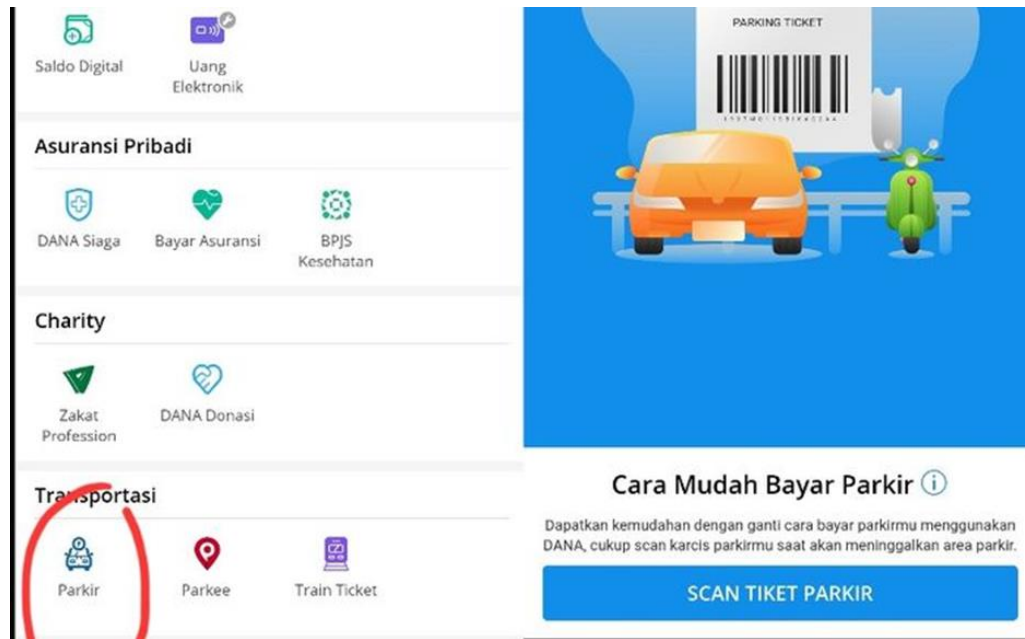 Saldo Digital
Uang
Elektronik
Asuransi Pribadi
DANA Siaga
Bayar Asuransi
BPJS
Kesehatan
Charity
Zakat
Profession
DANA Donasi
Transportasi
Parkir
Parkee
Train Ticket
PARKING TICKET
Cara Mudah Bayar Parkir
Dapatkan kemudahan dengan ganti cara bayar parkirmu menggunakan
DANA, cukup scan karcis parkirmu saat akan meninggalkan area parkir.
SCAN TIKET PARKIR